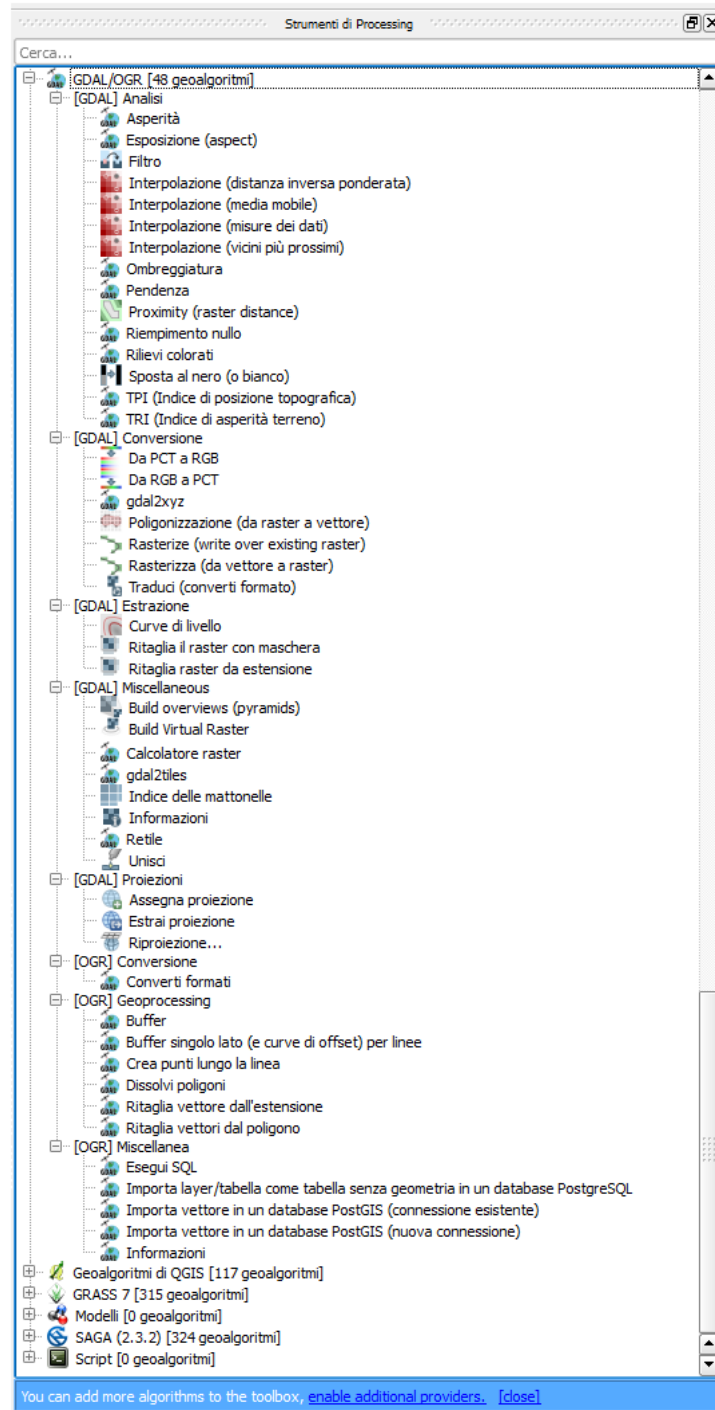 Strumenti di Processing
Cerca...
GDAL/OGR [48 geoalgoritmi]
[GDAL] Analisi
Asperità
Esposizione (aspect)
Filtro
Interpolazione (distanza inversa ponderata)
Interpolazione (media mobile)
Interpolazione (misure dei dati)
Interpolazione (vicini più prossimi)
Ombreggiatura
Pendenza
Proximity (raster distance)
Riempimento nullo
Rilievi colorati
Sposta al nero (o bianco)
TPI (Indice di posizione topografica)
TRI (Indice di asperità terreno)
[GDAL] Conversione
Da PCT a RGB
Da RGB a PCT
gdal2xyz
Poligonizzazione (da raster a vettore)
Rasterize (write over existing raster)
Rasterizza (da vettore a raster)
Traduci (converti formato)
[GDAL] Estrazione
Curve di livello
Ritaglia il raster con maschera
Ritaglia raster da estensione
[GDAL] Miscellaneous
Build overviews (pyramids)
Build Virtual Raster
Calcolatore raster
gdal2tiles
Indice delle mattonelle
Informazioni
Retile
Unisci
[GDAL] Proiezioni
Assegna proiezione
Estrai proiezione
Riproiezione...
[OGR] Conversione
Converti formati
[OGR] Geoprocessing
Buffer
Buffer singolo lato (e curve di offset) per linee
Crea punti lungo la linea
Dissolvi poligoni
Ritaglia vettore dall'estensione
Ritaglia vettori dal poligono
[OGR] Miscellanea
Esegui SQL
Importa layer/tabella come tabella senza geometria in un database PostgreSQL
Importa vettore in un database PostGIS (connessione esistente)
Importa vettore in un database PostGIS (nuova connessione)
Informazioni
Geoalgoritmi di QGIS [117 geoalgoritmi]
GRASS 7 [315 geoalgoritmi]
Modelli [0 geoalgoritmi]
SAGA (2.3.2) [324 geoalgoritmi]
Script [0 geoalgoritmi]
You can add more algorithms to the toolbox, enable additional providers. [close]